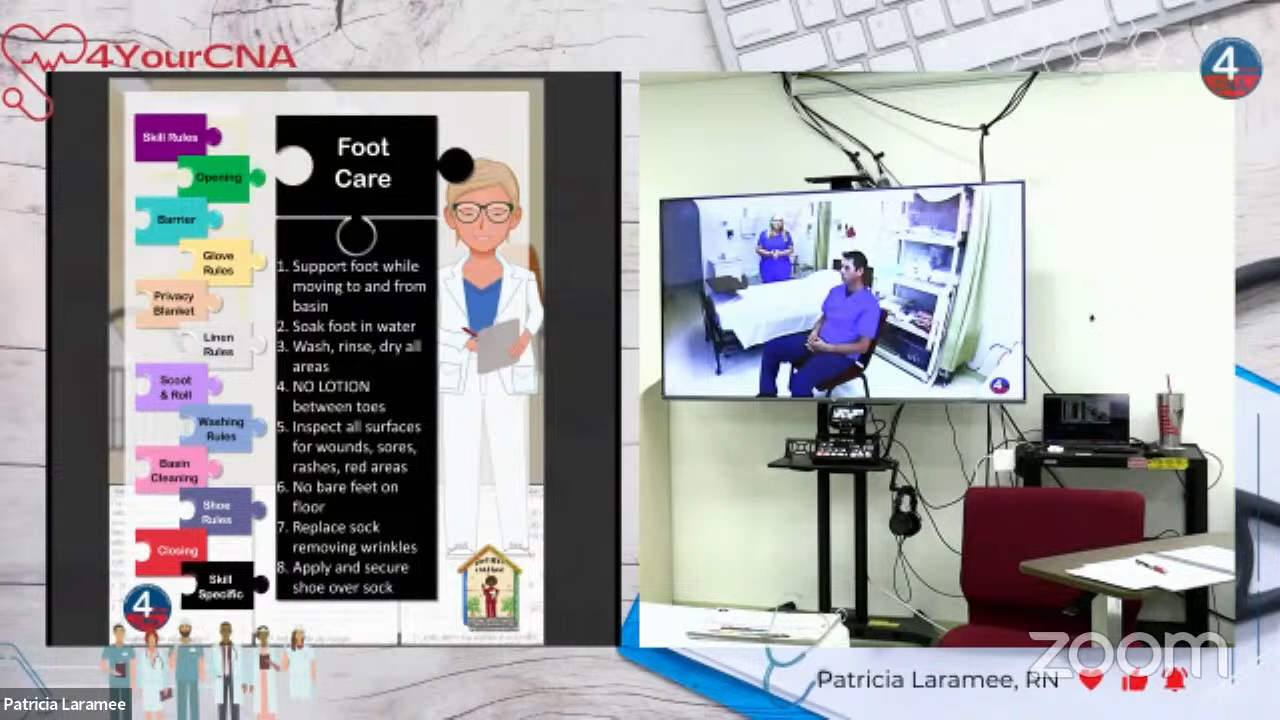 4YourCNA
4
Skill Rules
Opening
Barrier
Glove
Rules
Privacy
Blanket
Linen
Rules
Scoot
& Roll
Washing
Rules
Basin
Cleaning
Shoe
Rules
Closing
Skill
Specific
4
Foot
Care
1. Support foot while
moving to and from
basin
2. Soak foot in water
3. Wash, rinse, dry all
areas
4. NO LOTION
between toes
5. Inspect all surfaces
for wounds, sores,
rashes, red areas
6. No bare feet on
floor
7. Replace sock
removing wrinkles
8. Apply and secure
shoe over sock
4
zoom
Patricia Laramee, RN
Patricia Laramee